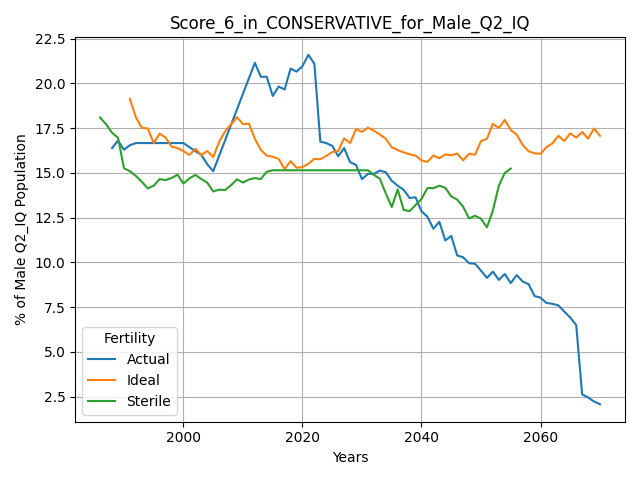 Score_6_in_CONSERVATIVE_for_Male_Q2_IQ
% of Male Q2_IQ Population
22.5
20.0
17.5
15.0
12.5
10.0
7.5
5.0
2.5
Fertility
Actual
Ideal
Sterile
2000
2020
2040
2060
Years